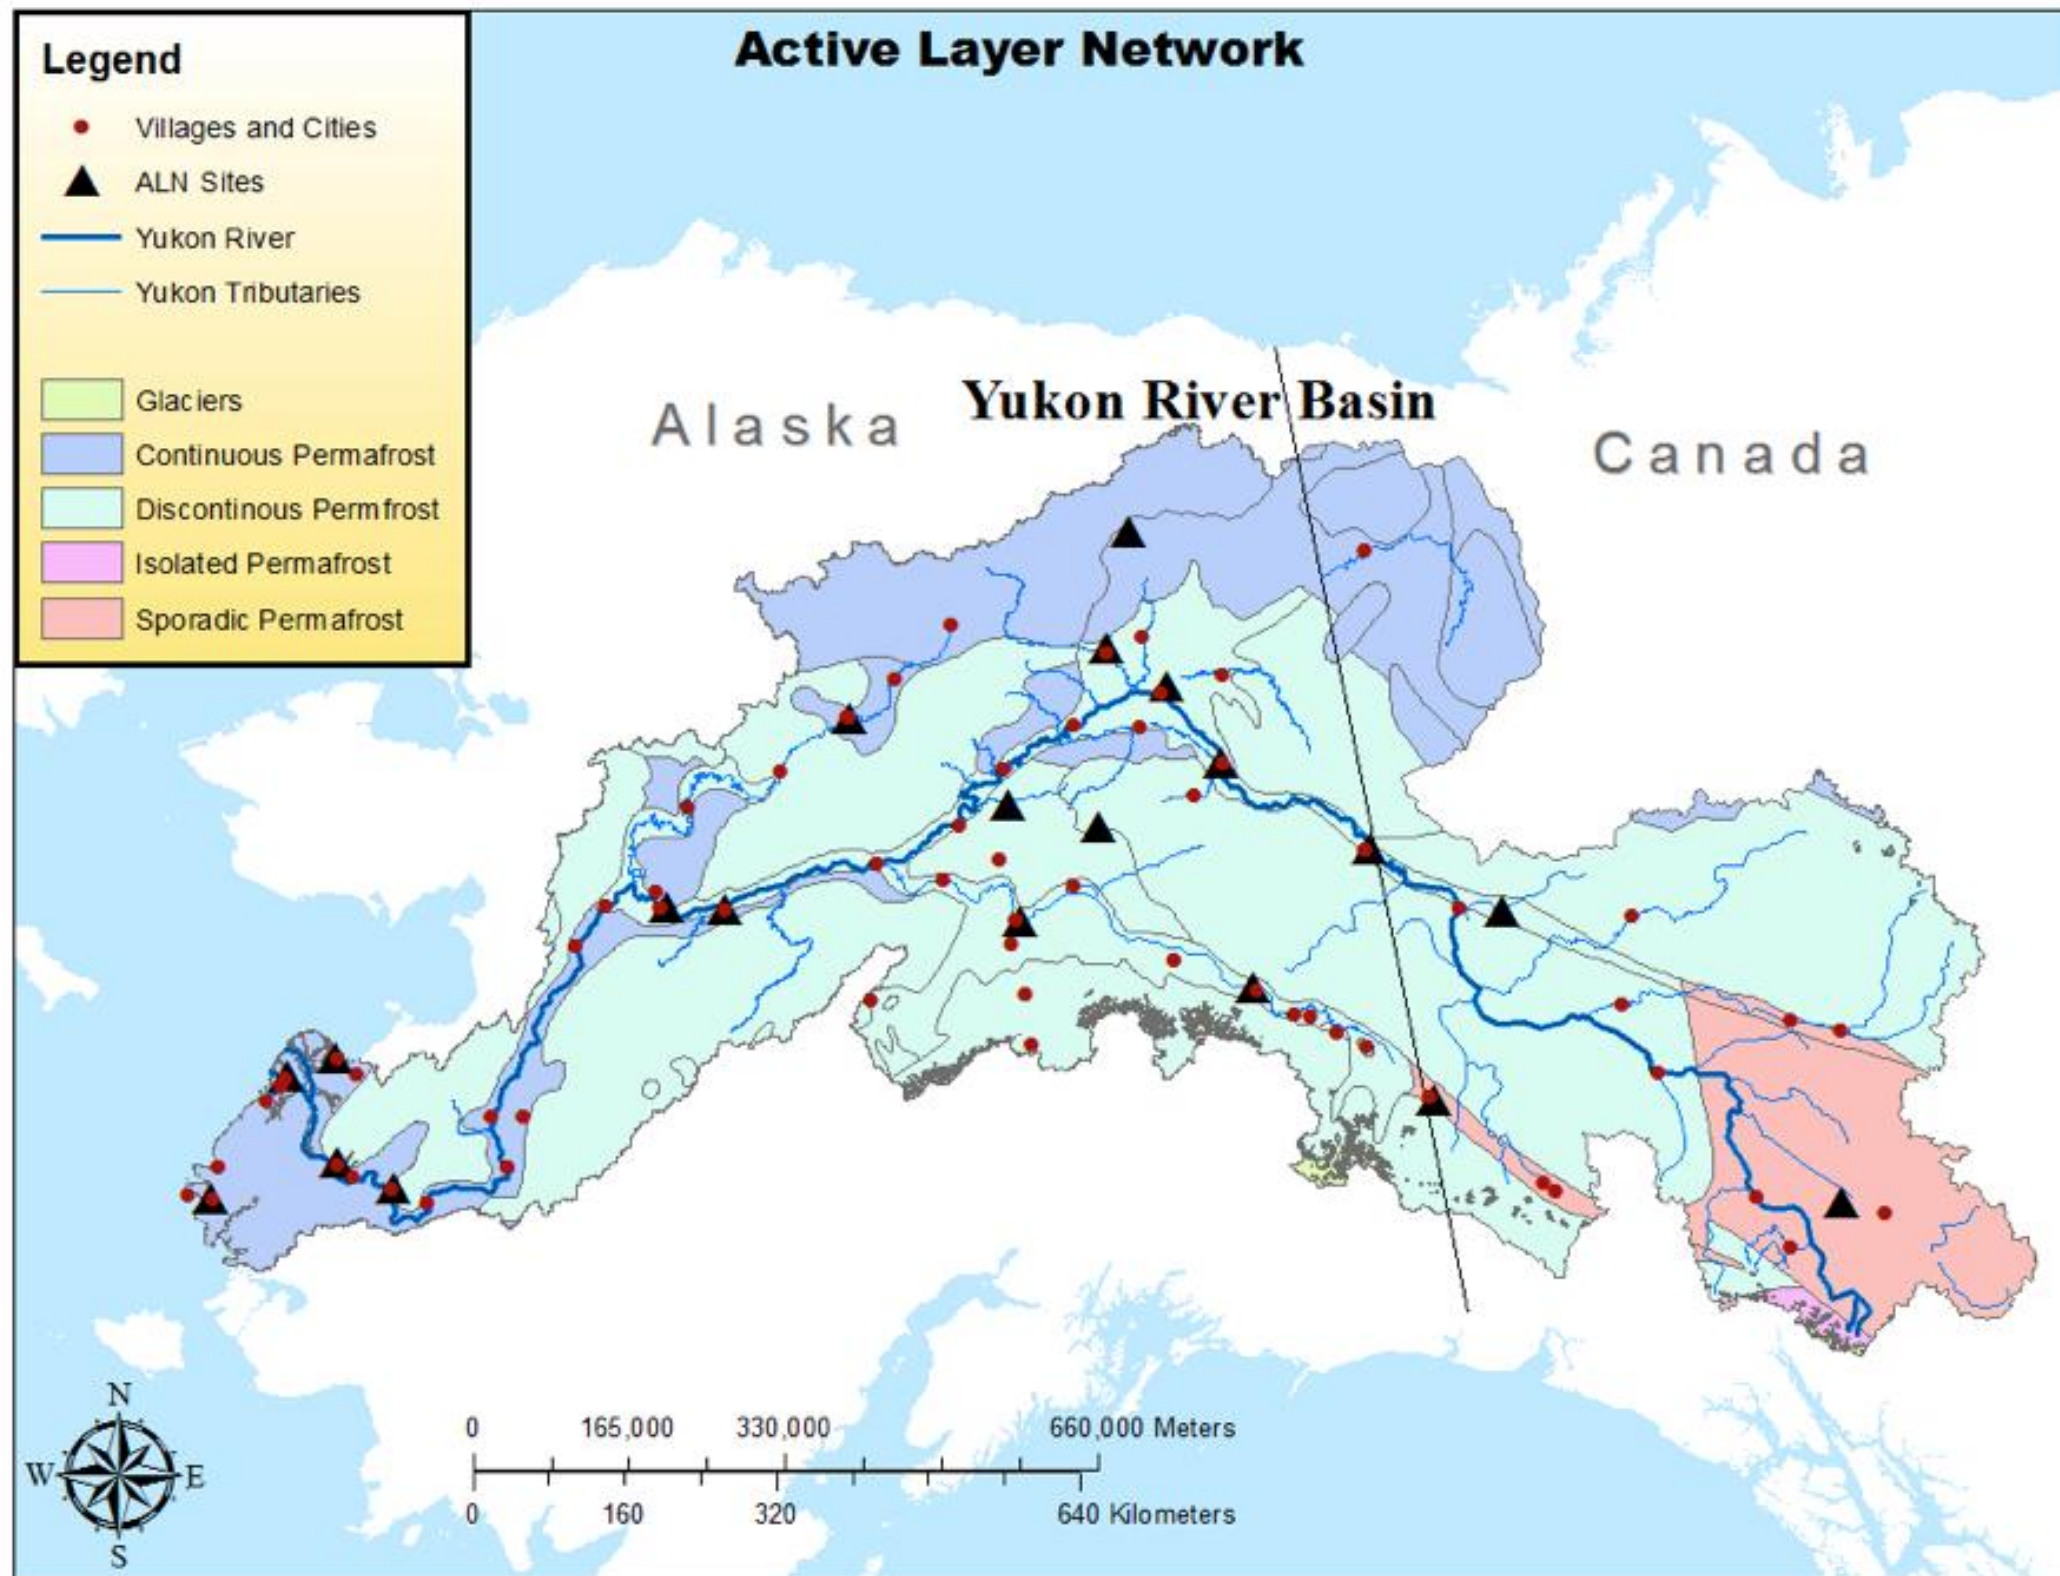 Active Layer Network
Legend
Villages and Cities
ALN Sites
Yukon River
Yukon Tributaries
Glaciers
Continuous Permafrost
Discontinous Permfrost
Isolated Permafrost
Sporadic Permafrost
Yukon River Basin
Alaska
Canada
N
W E
S
0 165,000 330,000 660,000 Meters
0 160 320 640 Kilometers